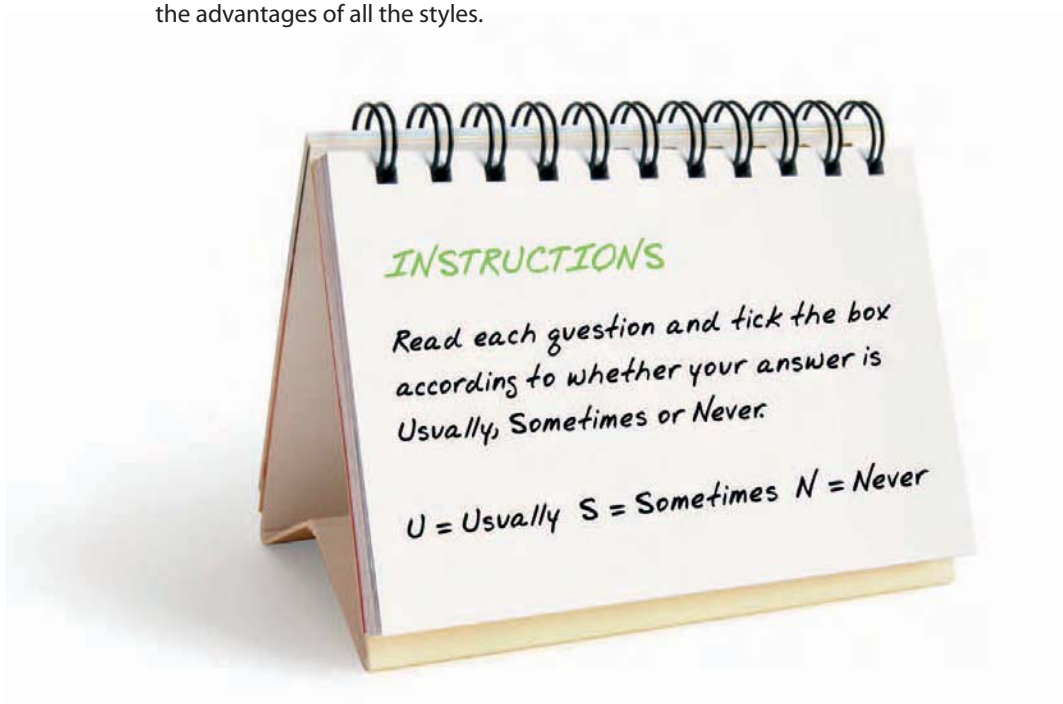 the advantages of all the styles.
INSTRUCTIONS
Read each question and tick the box
according to whether your answer is
Usually, Sometimes or Never.
U = Usually S = Sometimes N = Never